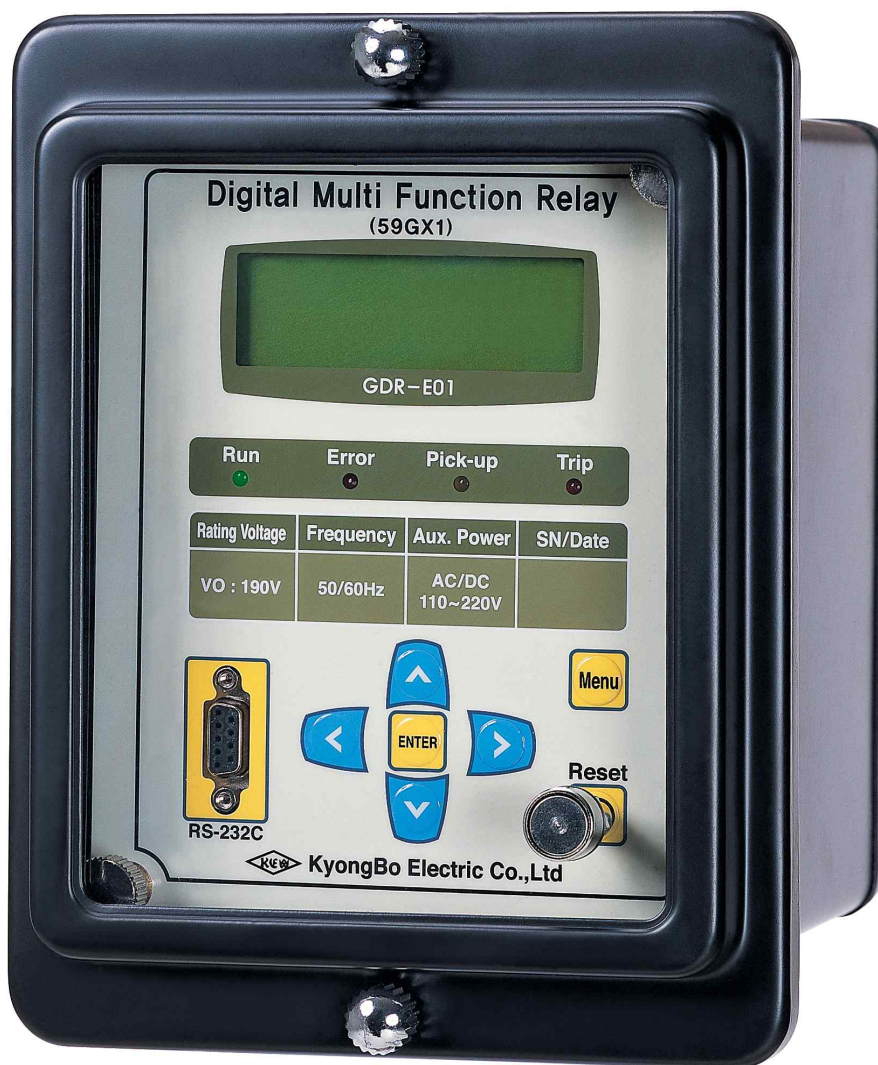 Digital Multi Function Relay
(59GX1)
GDR-E01
Run Error Pick-up Trip
Rating Voltage Frequency Aux. Power SN/Date
VO : 190V 50/60Hz AC/DC 110~220V
Menu
ENTER
Reset
RS-232C
KyongBo Electric Co.,Ltd